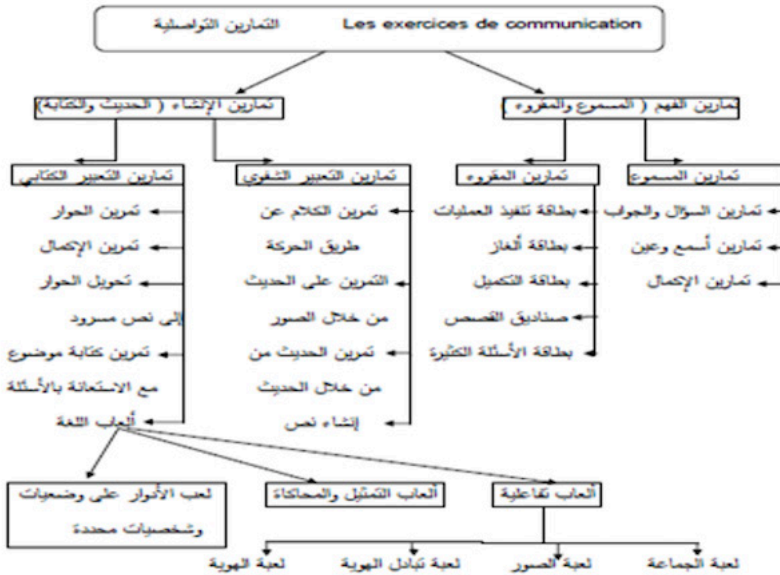 التمارين التواصلية Les exercices de communication
تمارين الفهم ( المسموع والمقروء )
تمارين الإنشاء ( الحديث والكتابة)
تمارين المسموع
تمارين السؤال والجواب
تمارين أسمع وعين
تمارين الإكمال
تمارين المقروء
بطاقة تنفيذ العمليات
بطاقة ألغاز
بطاقة التكميل
صناديق القصص
بطاقة الأسئلة الكثيرة
تمارين التعبير الشفوي
تمرين الكلام عن
طريق الحركة
التمرين على الحديث
من خلال الصور
تمرين الحديث من
من خلال الحديث
إنشاء نص
تمارين التعبير الكتابي
تمرين الحوار
تمرين الإكمال
تحويل الحوار
إلى نص مسرود
تمرين كتابة موضوع
مع الاستعانة بالأسئلة
ألعاب اللغة
ألعاب تفاعلية
ألعاب التمثيل والمحاكاة
لعب الأدوار على وضعيات
وشخصيات محددة
لعبة الجماعة
لعبة الصور
لعبة تبادل الهوية
لعبة الهوية